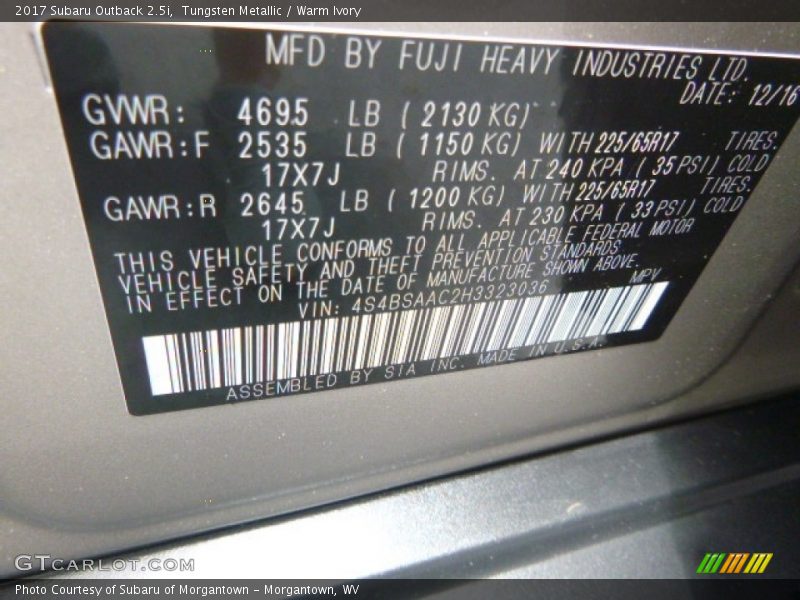 2017 Subaru Outback 2.5i, Tungsten Metallic / Warm Ivory
MFD BY FUJI HEAVY INDUSTRIES LTD.
DATE: 12/16
GVWR: 4695 LB (2130 KG)
GAWR:F 2535 LB (1150 KG) WITH 225/65R17 TIRES.
17X7J RIMS. AT 240 KPA (35 PSI) COLD
GAWR:R 2645 LB (1200 KG) WITH 225/65R17 TIRES.
17X7J RIMS. AT 230 KPA (33 PSI) COLD
THIS VEHICLE CONFORMS TO ALL APPLICABLE FEDERAL MOTOR
VEHICLE SAFETY AND THEFT PREVENTION STANDARDS
IN EFFECT ON THE DATE OF MANUFACTURE SHOWN ABOVE.
VIN: 4S4BSAAC2H3323036 MPV
ASSEMBLED BY SIA INC. MADE IN U.S.A.
GTCARLOT.COM
Photo Courtesy of Subaru of Morgantown - Morgantown, WV